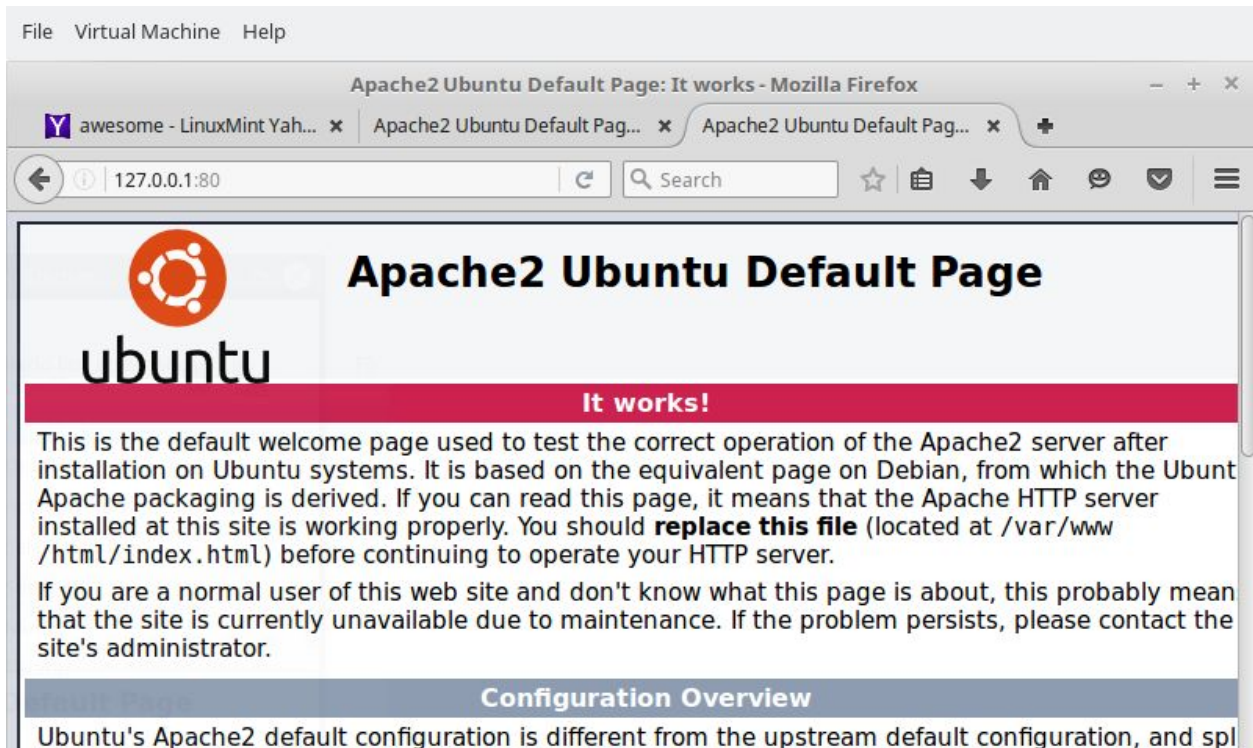 File Virtual Machine Help
Apache2 Ubuntu Default Page: It works - Mozilla Firefox
awesome - LinuxMint Yah...
Apache2 Ubuntu Default Pag...
Apache2 Ubuntu Default Pag...
127.0.0.1:80
Search
ubuntu
Apache2 Ubuntu Default Page
It works!
This is the default welcome page used to test the correct operation of the Apache2 server after
installation on Ubuntu systems. It is based on the equivalent page on Debian, from which the Ubunt
Apache packaging is derived. If you can read this page, it means that the Apache HTTP server
installed at this site is working properly. You should replace this file (located at /var/www
/html/index.html) before continuing to operate your HTTP server.
If you are a normal user of this web site and don't know what this page is about, this probably mean
that the site is currently unavailable due to maintenance. If the problem persists, please contact the
site's administrator.
Configuration Overview
Ubuntu's Apache2 default configuration is different from the upstream default configuration, and spl